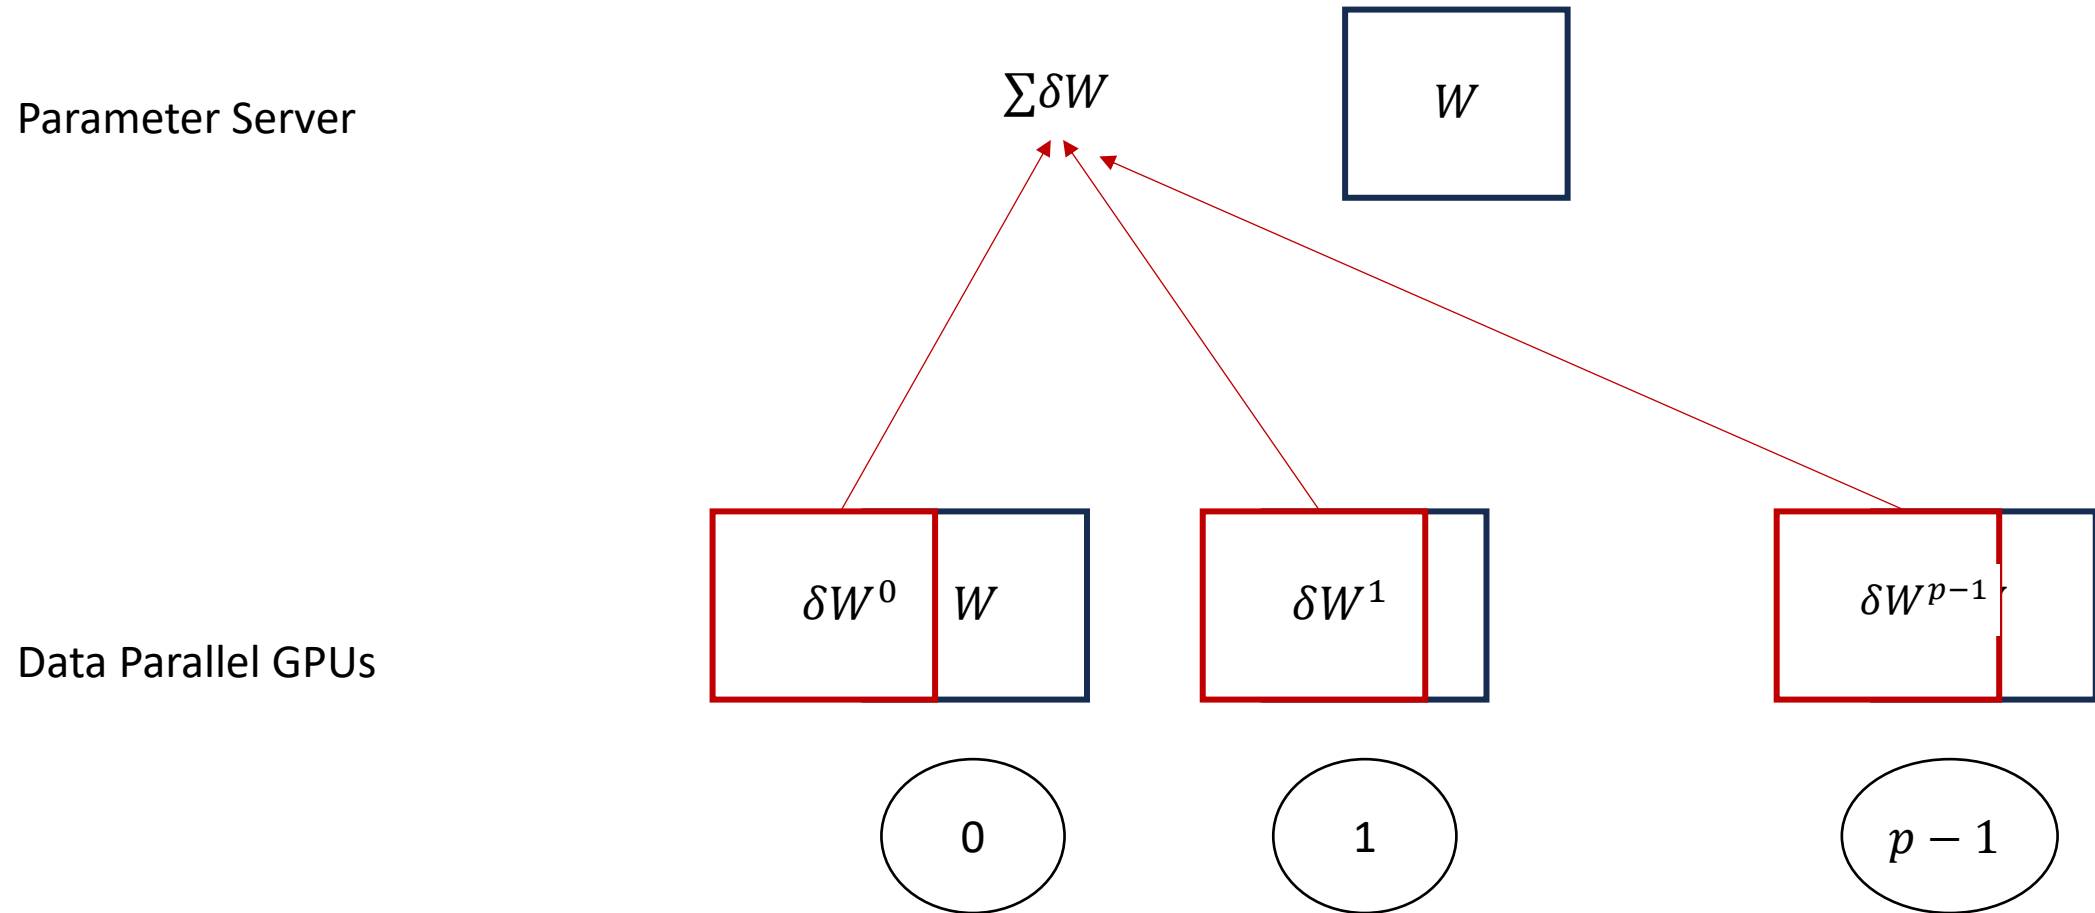 ∑δW
W
Parameter Server
δW⁰ W
δW¹
δWᵖ⁻¹
Data Parallel GPUs
0
1
p − 1